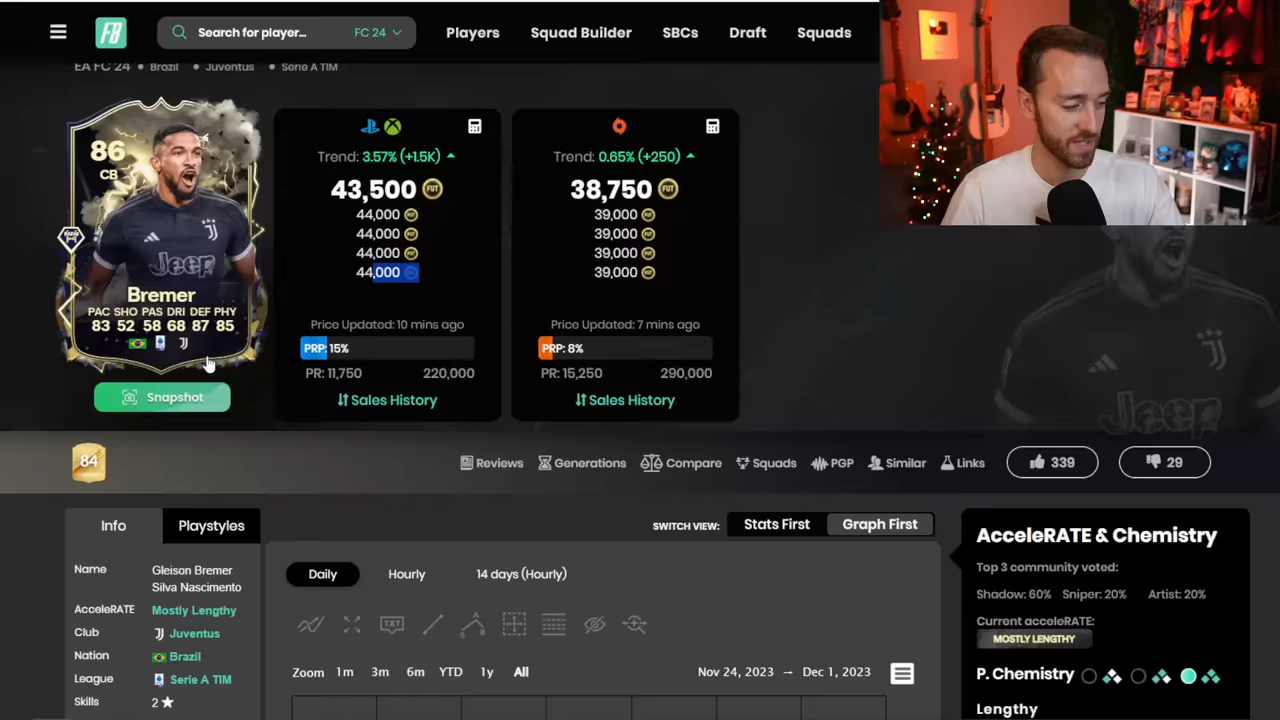 FB
Search for player...
FC 24
Players
Squad Builder
SBCs
Draft
Squads
EA FC 24 • Brazil • Juventus • Serie A TIM
86
CB
Jeep
Bremer
PAC SHO PAS DRI DEF PHY
83 52 58 68 87 85
Snapshot
Trend: 3.57% (+1.5K)
43,500 FUT
44,000
44,000
44,000
44,000
Price Updated: 10 mins ago
PRP: 15%
PR: 11,750 220,000
Sales History
Trend: 0.65% (+250)
38,750 FUT
39,000
39,000
39,000
39,000
Price Updated: 7 mins ago
PRP: 8%
PR: 15,250 290,000
Sales History
Jeep
84
Reviews
Generations
Compare
Squads
PGP
Similar
Links
339
29
Info
Playstyles
Name Gleison Bremer
Silva Nascimento
AcceleRATE Mostly Lengthy
Club Juventus
Nation Brazil
League Serie A TIM
Skills 2★
SWITCH VIEW: Stats First Graph First
Daily Hourly 14 days (Hourly)
TXT
Zoom 1m 3m 6m YTD 1y All
Nov 24, 2023 → Dec 1, 2023
AcceleRATE & Chemistry
Top 3 community voted:
Shadow: 60% Sniper: 20% Artist: 20%
Current acceleRATE:
MOSTLY LENGTHY
P. Chemistry
Lengthy